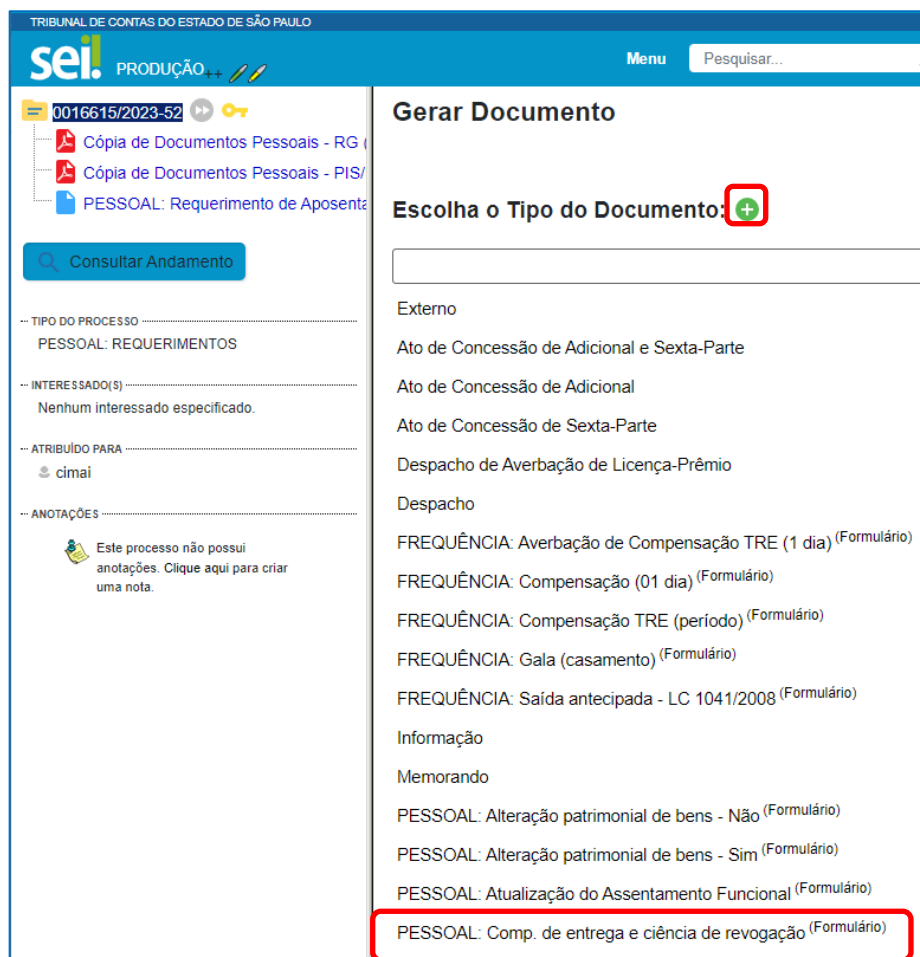 TRIBUNAL DE CONTAS DO ESTADO DE SÃO PAULO
sei! PRODUÇÃO++
Menu
Pesquisar...
0016615/2023-52
Cópia de Documentos Pessoais - RG (
Cópia de Documentos Pessoais - PIS/
PESSOAL: Requerimento de Aposenta
Consultar Andamento
TIPO DO PROCESSO
PESSOAL: REQUERIMENTOS
INTERESSADO(S)
Nenhum interessado especificado.
ATRIBUÍDO PARA
cimai
ANOTAÇÕES
Este processo não possui
anotações. Clique aqui para criar
uma nota.
Gerar Documento
Escolha o Tipo do Documento:
Externo
Ato de Concessão de Adicional e Sexta-Parte
Ato de Concessão de Adicional
Ato de Concessão de Sexta-Parte
Despacho de Averbação de Licença-Prêmio
Despacho
FREQUÊNCIA: Averbação de Compensação TRE (1 dia) (Formulário)
FREQUÊNCIA: Compensação (01 dia) (Formulário)
FREQUÊNCIA: Compensação TRE (período) (Formulário)
FREQUÊNCIA: Gala (casamento) (Formulário)
FREQUÊNCIA: Saída antecipada - LC 1041/2008 (Formulário)
Informação
Memorando
PESSOAL: Alteração patrimonial de bens - Não (Formulário)
PESSOAL: Alteração patrimonial de bens - Sim (Formulário)
PESSOAL: Atualização do Assentamento Funcional (Formulário)
PESSOAL: Comp. de entrega e ciência de revogação (Formulário)